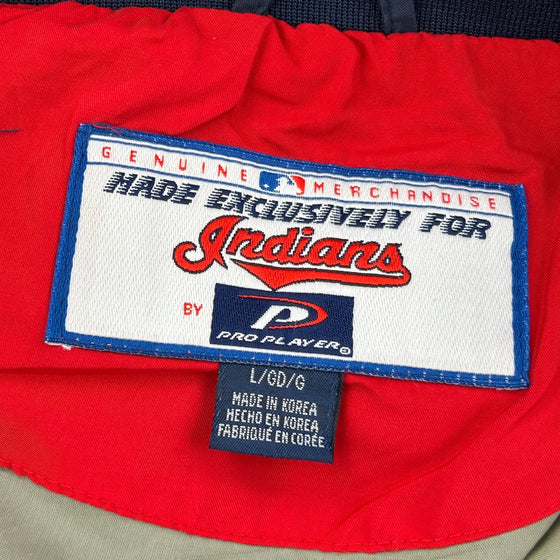 GENUINE MERCHANDISE
MADE EXCLUSIVELY FOR
Indians
BY
P
PRO PLAYER®
L/GD/G
MADE IN KOREA
HECHO EN KOREA
FABRIQUÉ EN CORÉE